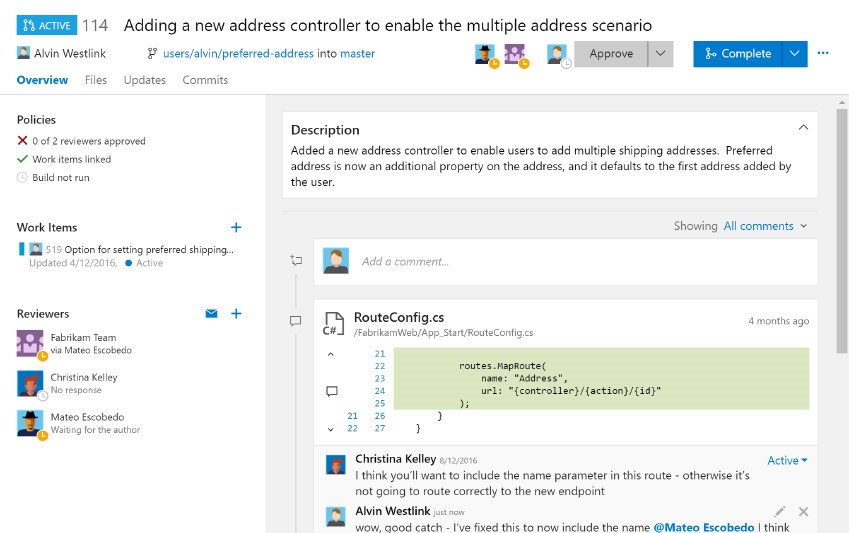 ACTIVE 114 Adding a new address controller to enable the multiple address scenario
Alvin Westlink users/alvin/preferred-address into master
Approve Complete
Overview Files Updates Commits
Policies
0 of 2 reviewers approved
Work items linked
Build not run
Work Items
519 Option for setting preferred shipping...
Updated 4/12/2016, Active
Reviewers
Fabrikam Team
via Mateo Escobedo
Christina Kelley
No response
Mateo Escobedo
Waiting for the author
Description
Added a new address controller to enable users to add multiple shipping addresses. Preferred
address is now an additional property on the address, and it defaults to the first address added by
the user.
Showing All comments
Add a comment...
C#
RouteConfig.cs
4 months ago
/FabrikamWeb/App_Start/RouteConfig.cs
21
22 routes.MapRoute(
23 name: "Address",
24 url: "{controller}/{action}/{id}"
25 );
21 26 }
22 27 }
Christina Kelley 8/12/2016 Active
I think you'll want to include the name parameter in this route - otherwise it's
not going to route correctly to the new endpoint
Alvin Westlink just now
wow, good catch - I've fixed this to now include the name @Mateo Escobedo I think